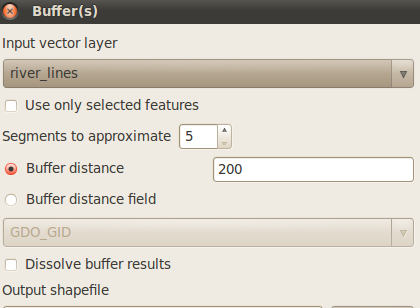 Buffer(s)
Input vector layer
river_lines
Use only selected features
Segments to approximate 5
Buffer distance 200
Buffer distance field
GDO_GID
Dissolve buffer results
Output shapefile